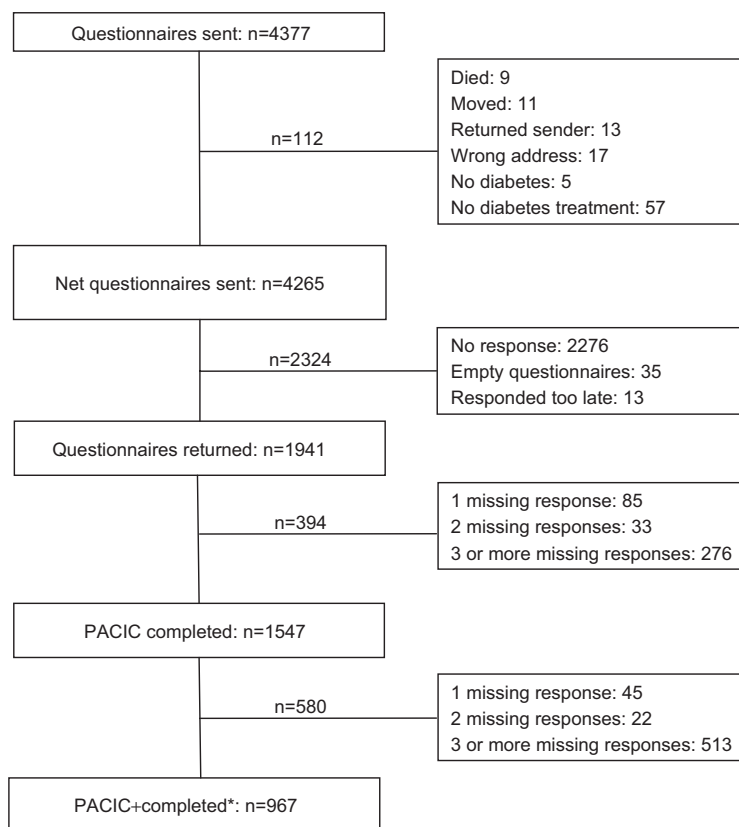 Questionnaires sent: n=4377
Died: 9
Moved: 11
Returned sender: 13
Wrong address: 17
No diabetes: 5
No diabetes treatment: 57
n=112
Net questionnaires sent: n=4265
No response: 2276
Empty questionnaires: 35
Responded too late: 13
n=2324
Questionnaires returned: n=1941
1 missing response: 85
2 missing responses: 33
3 or more missing responses: 276
n=394
PACIC completed: n=1547
1 missing response: 45
2 missing responses: 22
3 or more missing responses: 513
n=580
PACIC+completed*: n=967